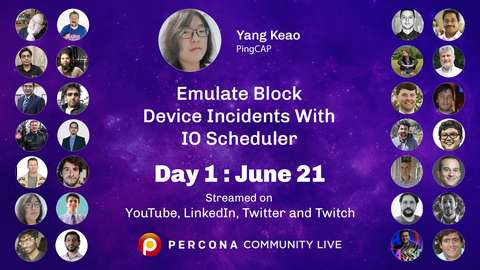 Yang Keao
PingCAP
Emulate Block
Device Incidents With
IO Scheduler
Day 1 : June 21
Streamed on
YouTube, LinkedIn, Twitter and Twitch
PERCONA COMMUNITY LIVE